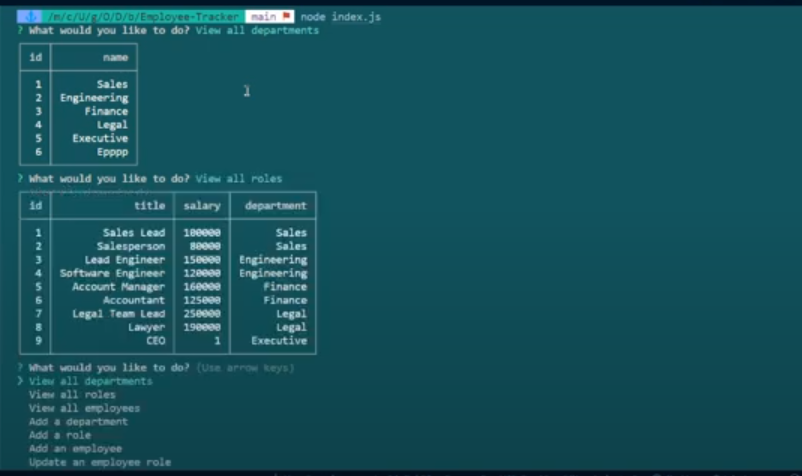 /m/c/U/g/O/D/b/Employee-Tracker main node index.js
? What would you like to do? View all departments
id name
1 Sales
2 Engineering
3 Finance
4 Legal
5 Executive
6 Epppp
? What would you like to do? View all roles
id title salary department
1 Sales Lead 100000 Sales
2 Salesperson 80000 Sales
3 Lead Engineer 150000 Engineering
4 Software Engineer 120000 Engineering
5 Account Manager 160000 Finance
6 Accountant 125000 Finance
7 Legal Team Lead 250000 Legal
8 Lawyer 190000 Legal
9 CEO 1 Executive
? What would you like to do? (Use arrow keys)
❯ View all departments
View all roles
View all employees
Add a department
Add a role
Add an employee
Update an employee role